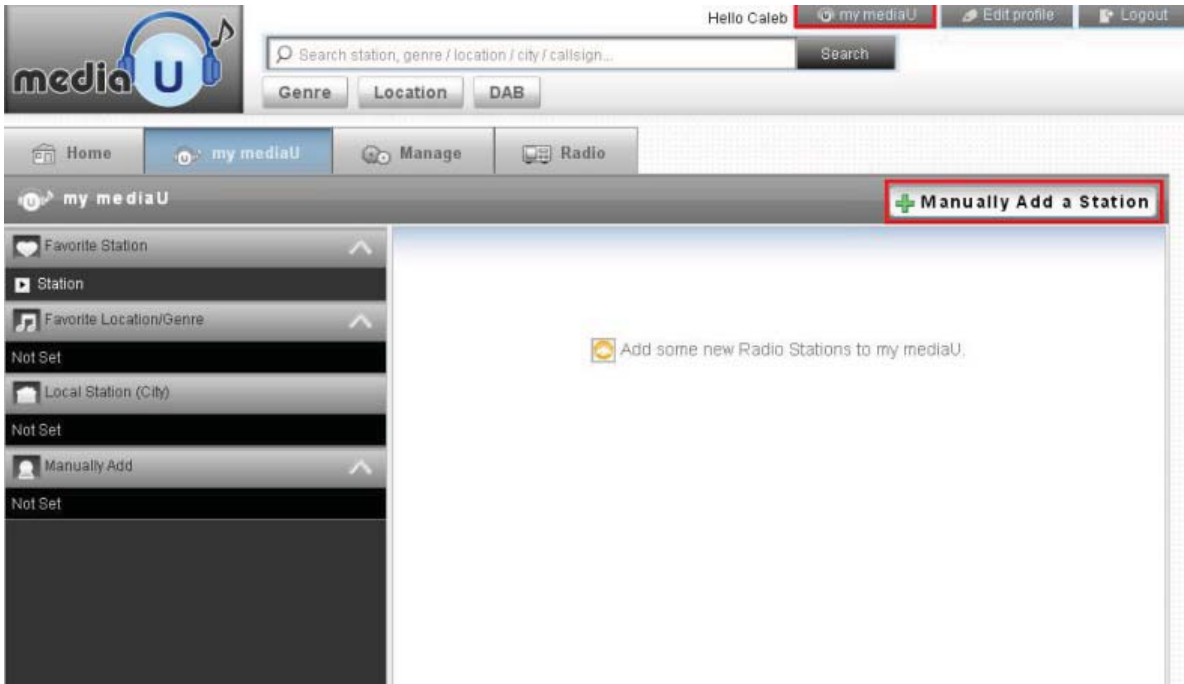 Hello Caleb my mediaU Edit profile Logout
media U
Search station, genre / location / city / callsign... Search
Genre Location DAB
Home my mediaU Manage Radio
my mediaU Manually Add a Station
Favorite Station
Station
Favorite Location/Genre
Not Set
Add some new Radio Stations to my mediaU.
Local Station (City)
Not Set
Manually Add
Not Set